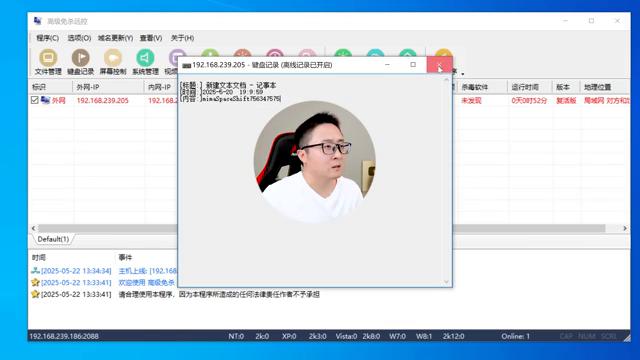 高级免杀远控
程序(C) 选项(O) 域名更新(Y) 查看(V) 关于(H)
文件管理 键盘记录 屏幕控制 系统管理 视频
标识 外网-IP 内网-IP 杀毒软件 运行时间 版本 地理位置
外网 192.168.239.205 192.168.2 未发现 0天0时52分 复活版 局域网 对方和
192.168.239.205 - 键盘记录 (离线记录已开启)
[标题:] 新建文本文档 - 记事本
[时间:]2025-5-20 19:9:59
[内容:]mimaSpaceShift756347575
Default(1)
时间 事件
[2025-05-22 13:34:34] 主机上线: [192.168
[2025-05-22 13:33:41] 欢迎使用 高级免杀
[2025-05-22 13:33:41] 请合理使用本程序，因为本程序所造成的任何法律责任作者不予承担
192.168.239.186:2088 NT:0 2k:0 XP:0 2k3:0 Vista:0 2k8:0 W7:0 W8:1 2k12:0 Online: 1 CAP NUM SCRL